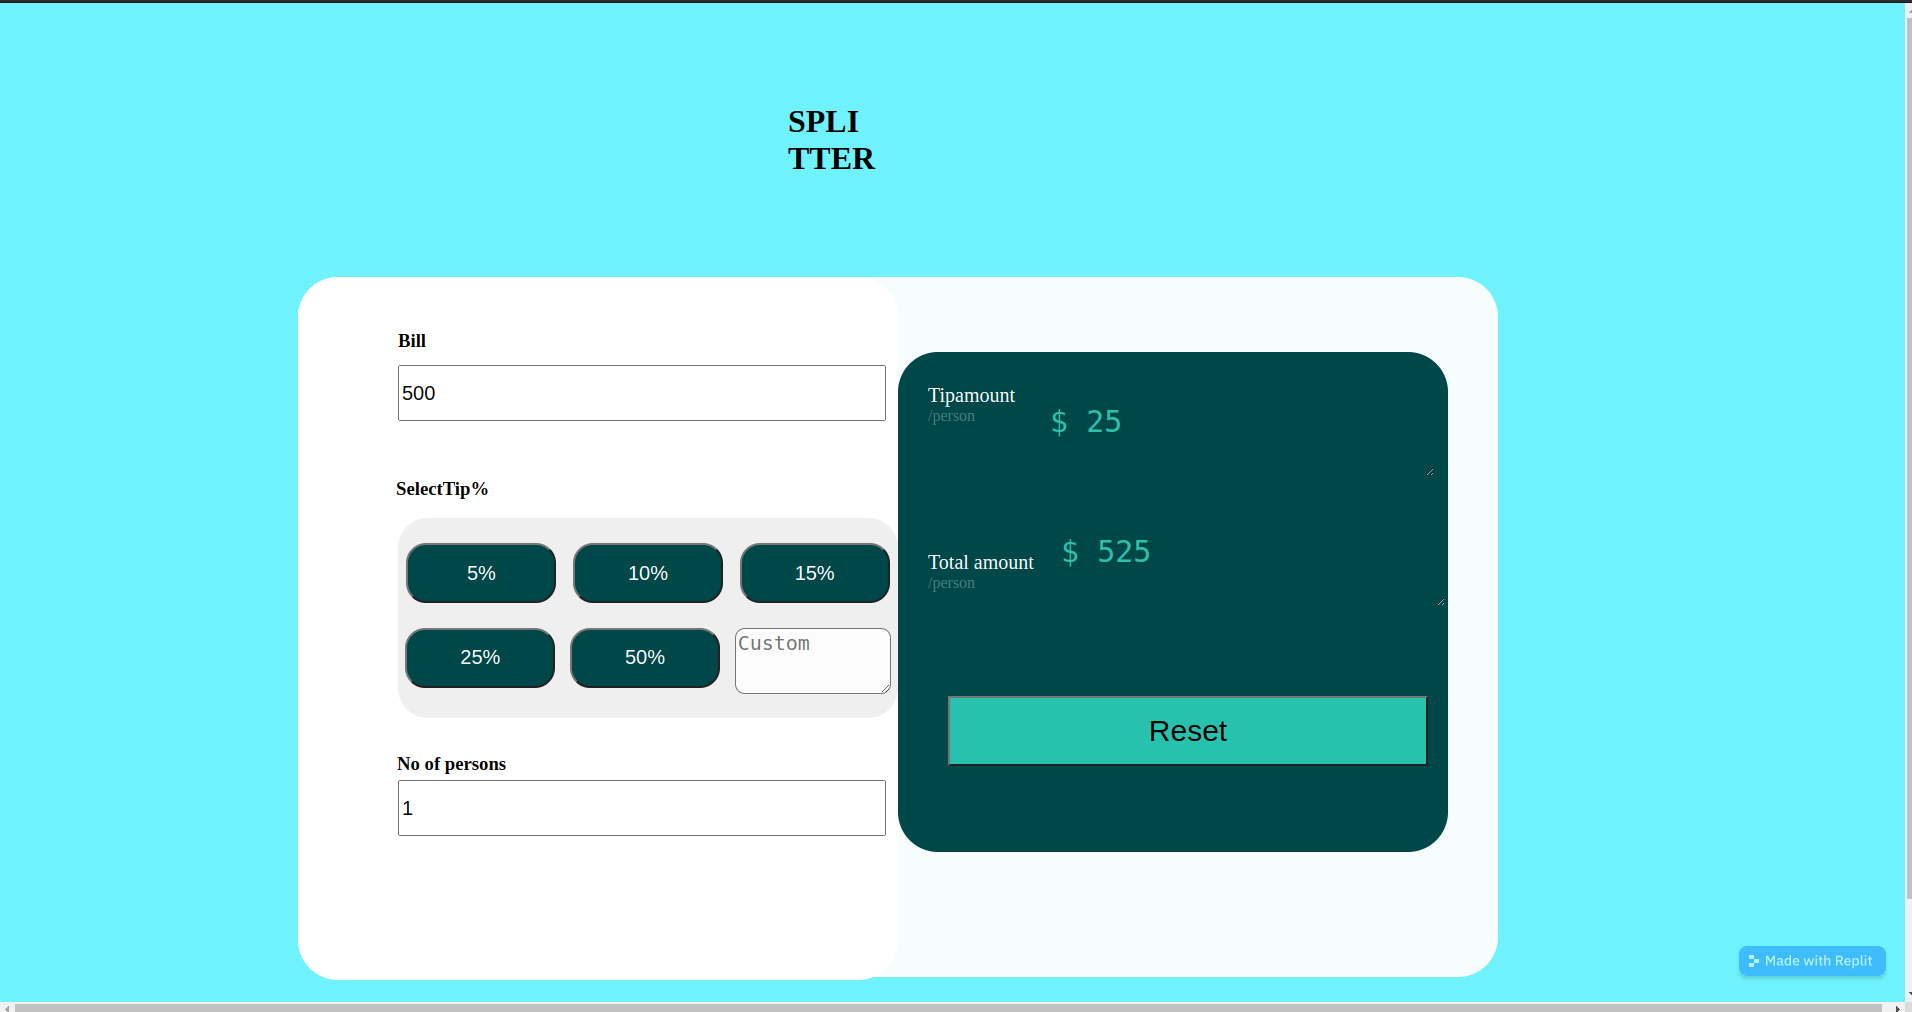 SPLI
TTER
Bill
500
SelectTip%
5%
10%
15%
25%
50%
Custom
No of persons
1
Tipamount
/person
$ 25
Total amount
/person
$ 525
Reset
Made with Replit